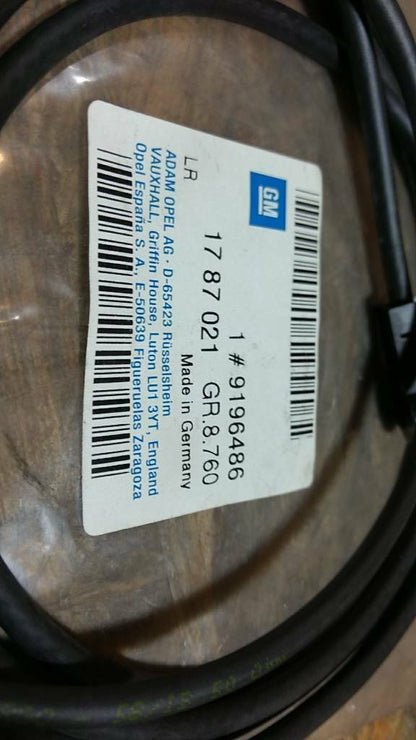 GM
1 # 9196486
17 87 021 GR.8.760
LR
Made in Germany
ADAM OPEL AG · D-65423 Rüsselsheim
VAUXHALL, Griffin House, Luton LU1 3YT, England
Opel España S. A., E-50639 Figueruelas Zaragoza